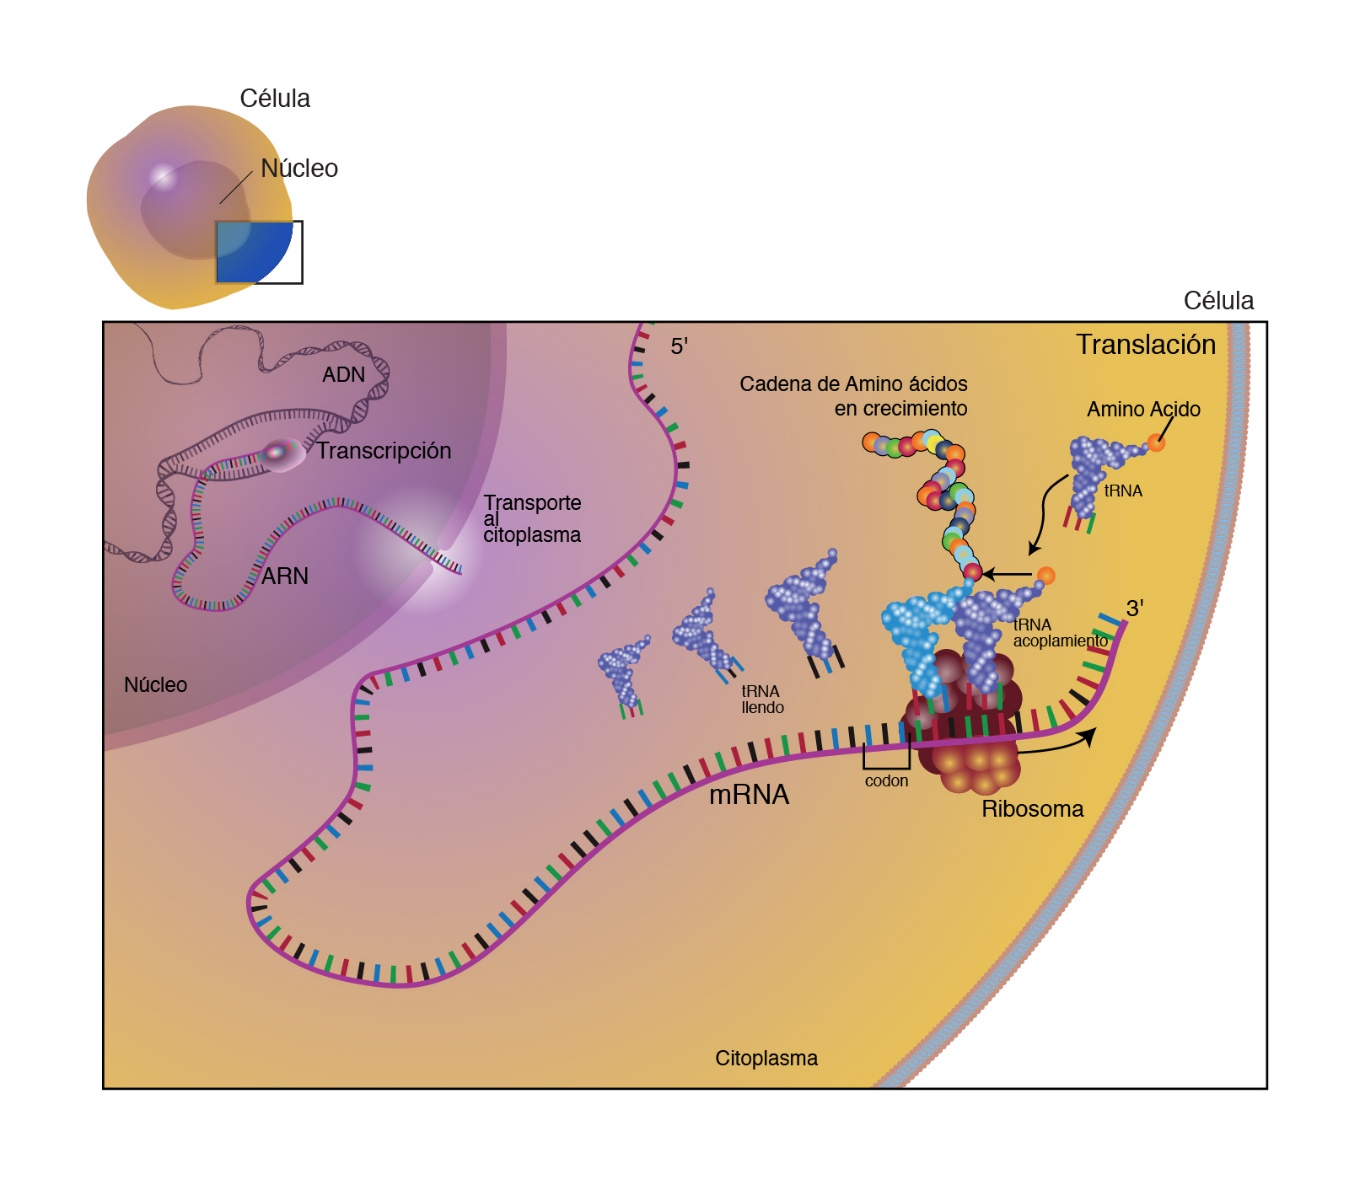 Célula
Núcleo
Célula
Translación
5'
ADN
Cadena de Amino ácidos
en crecimiento
Amino Acido
Transcripción
tRNA
Transporte
al
citoplasma
ARN
3'
tRNA
acoplamiento
Núcleo
tRNA
llendo
codon
mRNA
Ribosoma
Citoplasma